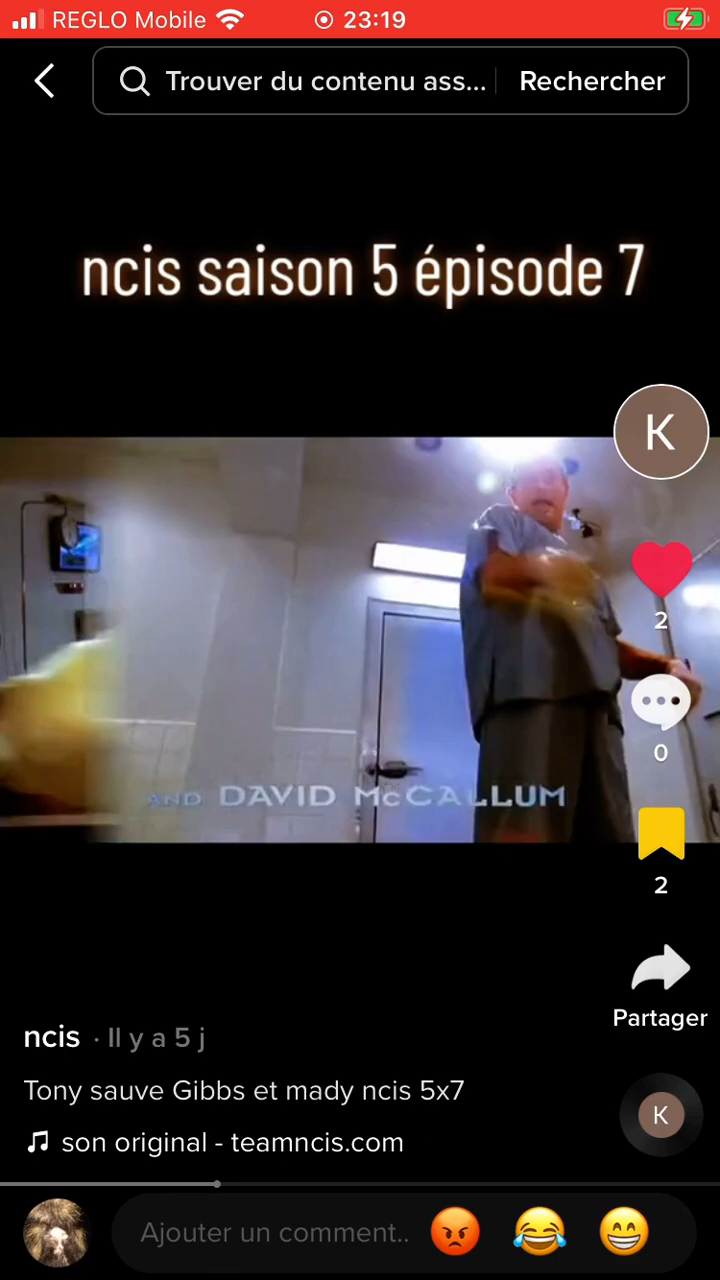 REGLO Mobile 23:19
Trouver du contenu ass... Rechercher
ncis saison 5 épisode 7
K
2
0
AND DAVID McCALLUM
2
Partager
ncis · Il y a 5 j
Tony sauve Gibbs et mady ncis 5x7
K
son original - teamncis.com
Ajouter un comment..